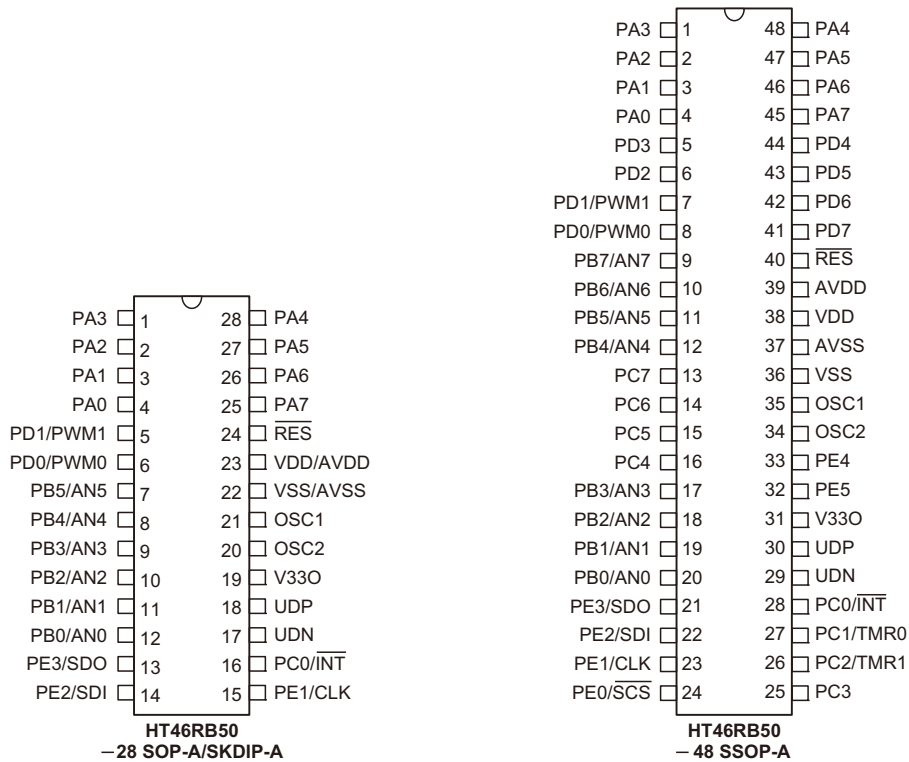 PA3 1 28 PA4
PA2 2 27 PA5
PA1 3 26 PA6
PA0 4 25 PA7
PD1/PWM1 5 24 RES
PD0/PWM0 6 23 VDD/AVDD
PB5/AN5 7 22 VSS/AVSS
PB4/AN4 8 21 OSC1
PB3/AN3 9 20 OSC2
PB2/AN2 10 19 V33O
PB1/AN1 11 18 UDP
PB0/AN0 12 17 UDN
PE3/SDO 13 16 PC0/INT
PE2/SDI 14 15 PE1/CLK
HT46RB50
－28 SOP-A/SKDIP-A
PA3 1 48 PA4
PA2 2 47 PA5
PA1 3 46 PA6
PA0 4 45 PA7
PD3 5 44 PD4
PD2 6 43 PD5
PD1/PWM1 7 42 PD6
PD0/PWM0 8 41 PD7
PB7/AN7 9 40 RES
PB6/AN6 10 39 AVDD
PB5/AN5 11 38 VDD
PB4/AN4 12 37 AVSS
PC7 13 36 VSS
PC6 14 35 OSC1
PC5 15 34 OSC2
PC4 16 33 PE4
PB3/AN3 17 32 PE5
PB2/AN2 18 31 V33O
PB1/AN1 19 30 UDP
PB0/AN0 20 29 UDN
PE3/SDO 21 28 PC0/INT
PE2/SDI 22 27 PC1/TMR0
PE1/CLK 23 26 PC2/TMR1
PE0/SCS 24 25 PC3
HT46RB50
－ 48 SSOP-A